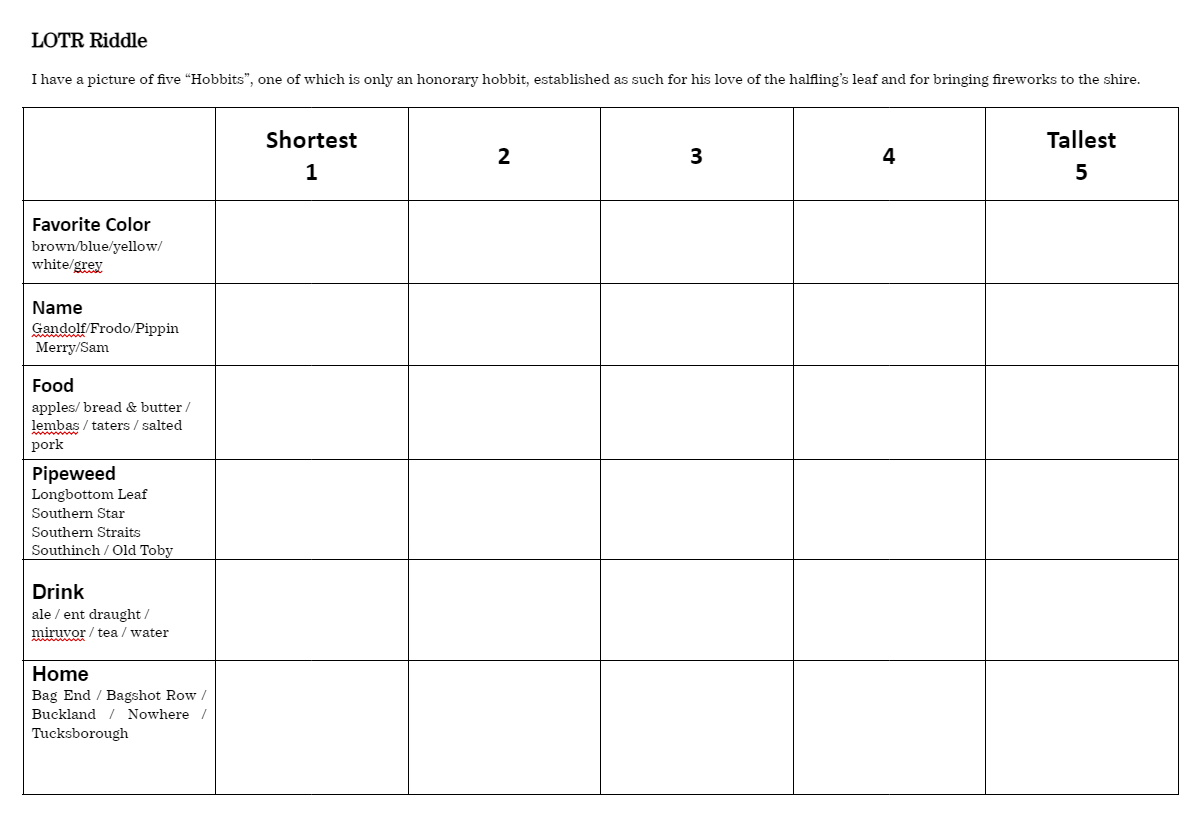 LOTR Riddle
I have a picture of five “Hobbits”, one of which is only an honorary hobbit, established as such for his love of the halfling’s leaf and for bringing fireworks to the shire.
Shortest
1
2
3
4
Tallest
5
Favorite Color
brown/blue/yellow/
white/grey
Name
Gandolf/Frodo/Pippin
Merry/Sam
Food
apples/ bread & butter /
lembas / taters / salted
pork
Pipeweed
Longbottom Leaf
Southern Star
Southern Straits
Southinch / Old Toby
Drink
ale / ent draught /
miruvor / tea / water
Home
Bag End / Bagshot Row /
Buckland / Nowhere /
Tucksborough